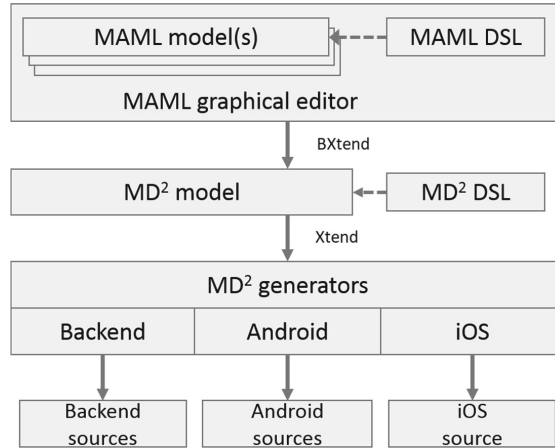 MAML model(s)
MAML DSL
MAML graphical editor
BXtend
MD² model
MD² DSL
Xtend
MD² generators
Backend
Android
iOS
Backend
sources
Android
sources
iOS
source